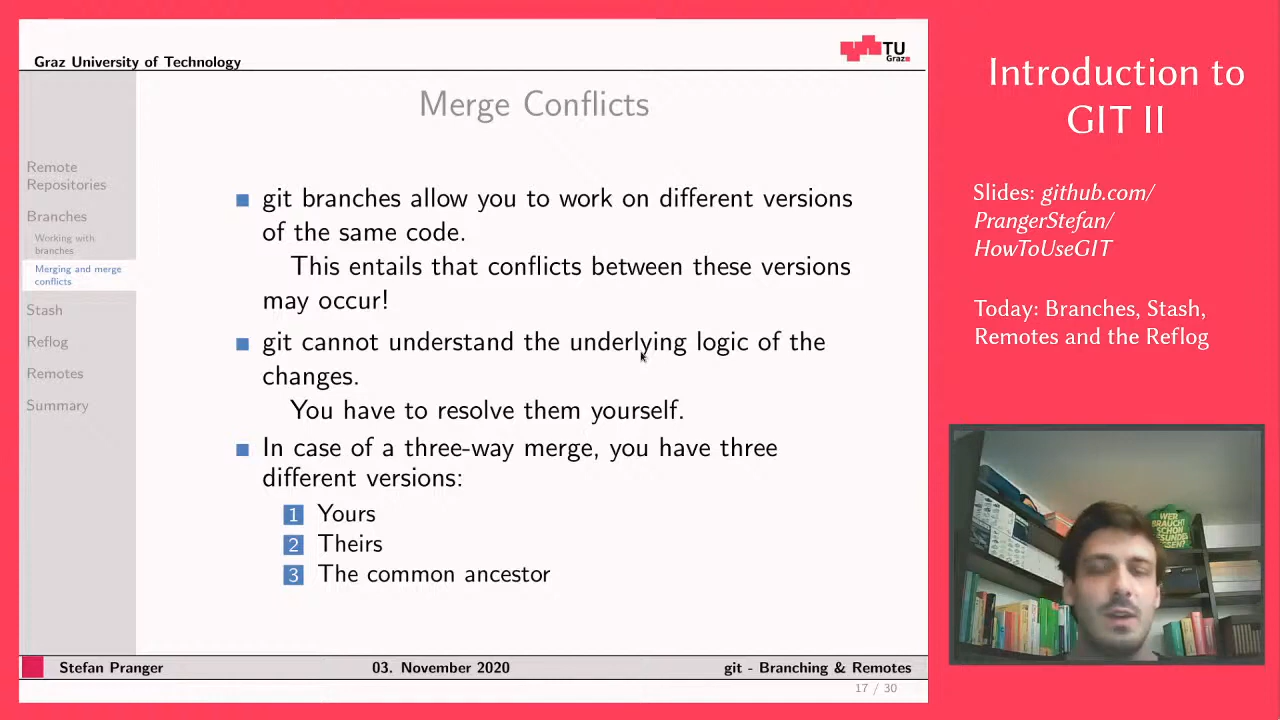 Graz University of Technology
TU
Graz
Merge Conflicts
Remote
Repositories
Branches
Working with
branches
Merging and merge
conflicts
Stash
Reflog
Remotes
Summary
git branches allow you to work on different versions
of the same code.
This entails that conflicts between these versions
may occur!
git cannot understand the underlying logic of the
changes.
You have to resolve them yourself.
In case of a three-way merge, you have three
different versions:
1 Yours
2 Theirs
3 The common ancestor
Stefan Pranger
03. November 2020
git - Branching & Remotes
17 / 30
Introduction to
GIT II
Slides: github.com/
PrangerStefan/
HowToUseGIT
Today: Branches, Stash,
Remotes and the Reflog
WER
BRAUCHT
SCHON